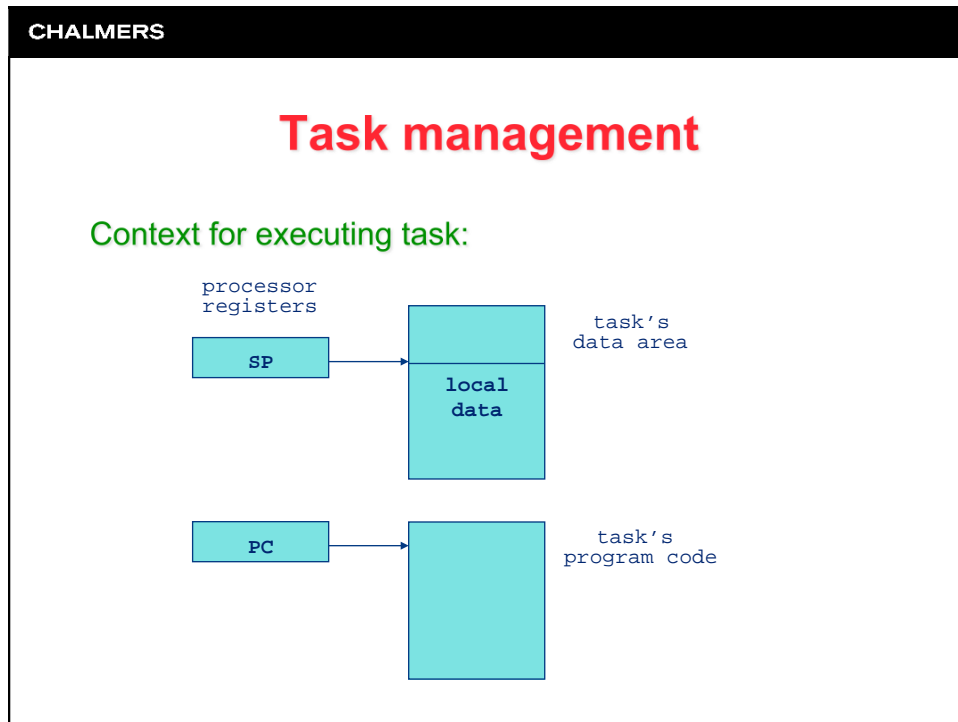 CHALMERS
Task management
Context for executing task:
processor
registers
SP
local
data
task’s
data area
PC
task’s
program code